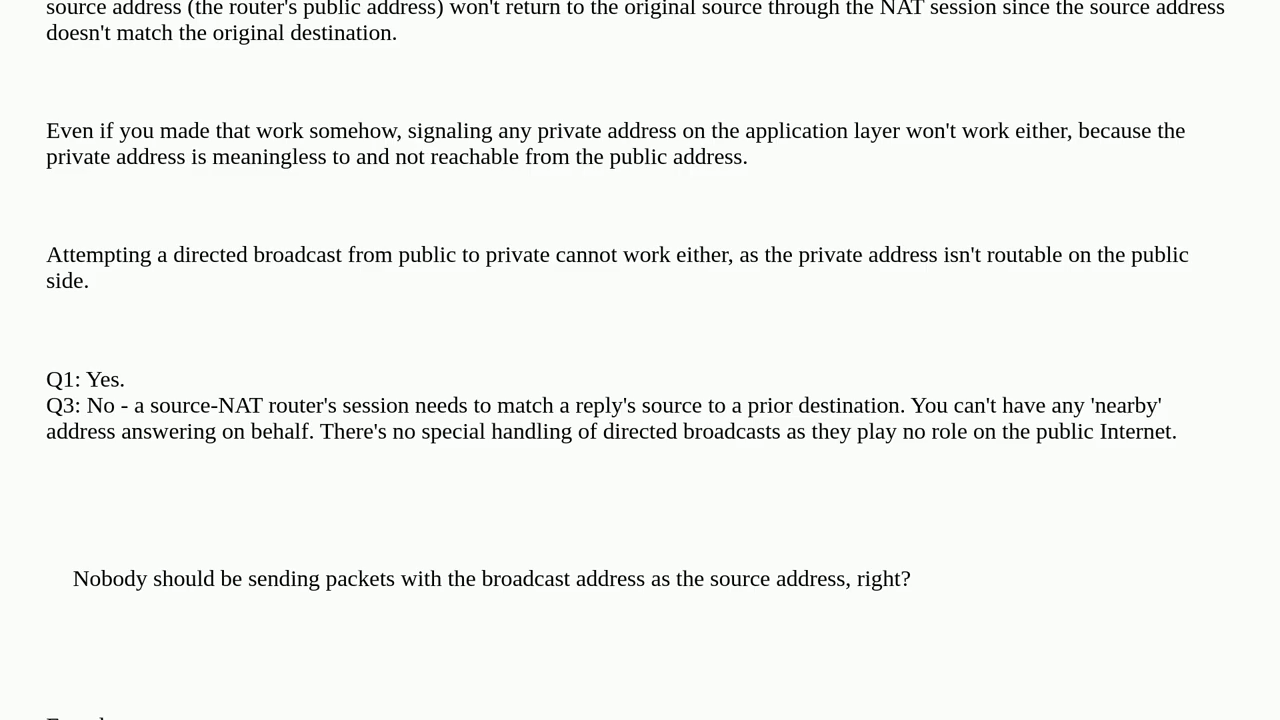 source address (the router's public address) won't return to the original source through the NAT session since the source address
doesn't match the original destination.
Even if you made that work somehow, signaling any private address on the application layer won't work either, because the
private address is meaningless to and not reachable from the public address.
Attempting a directed broadcast from public to private cannot work either, as the private address isn't routable on the public
side.
Q1: Yes.
Q3: No - a source-NAT router's session needs to match a reply's source to a prior destination. You can't have any 'nearby'
address answering on behalf. There's no special handling of directed broadcasts as they play no role on the public Internet.
Nobody should be sending packets with the broadcast address as the source address, right?